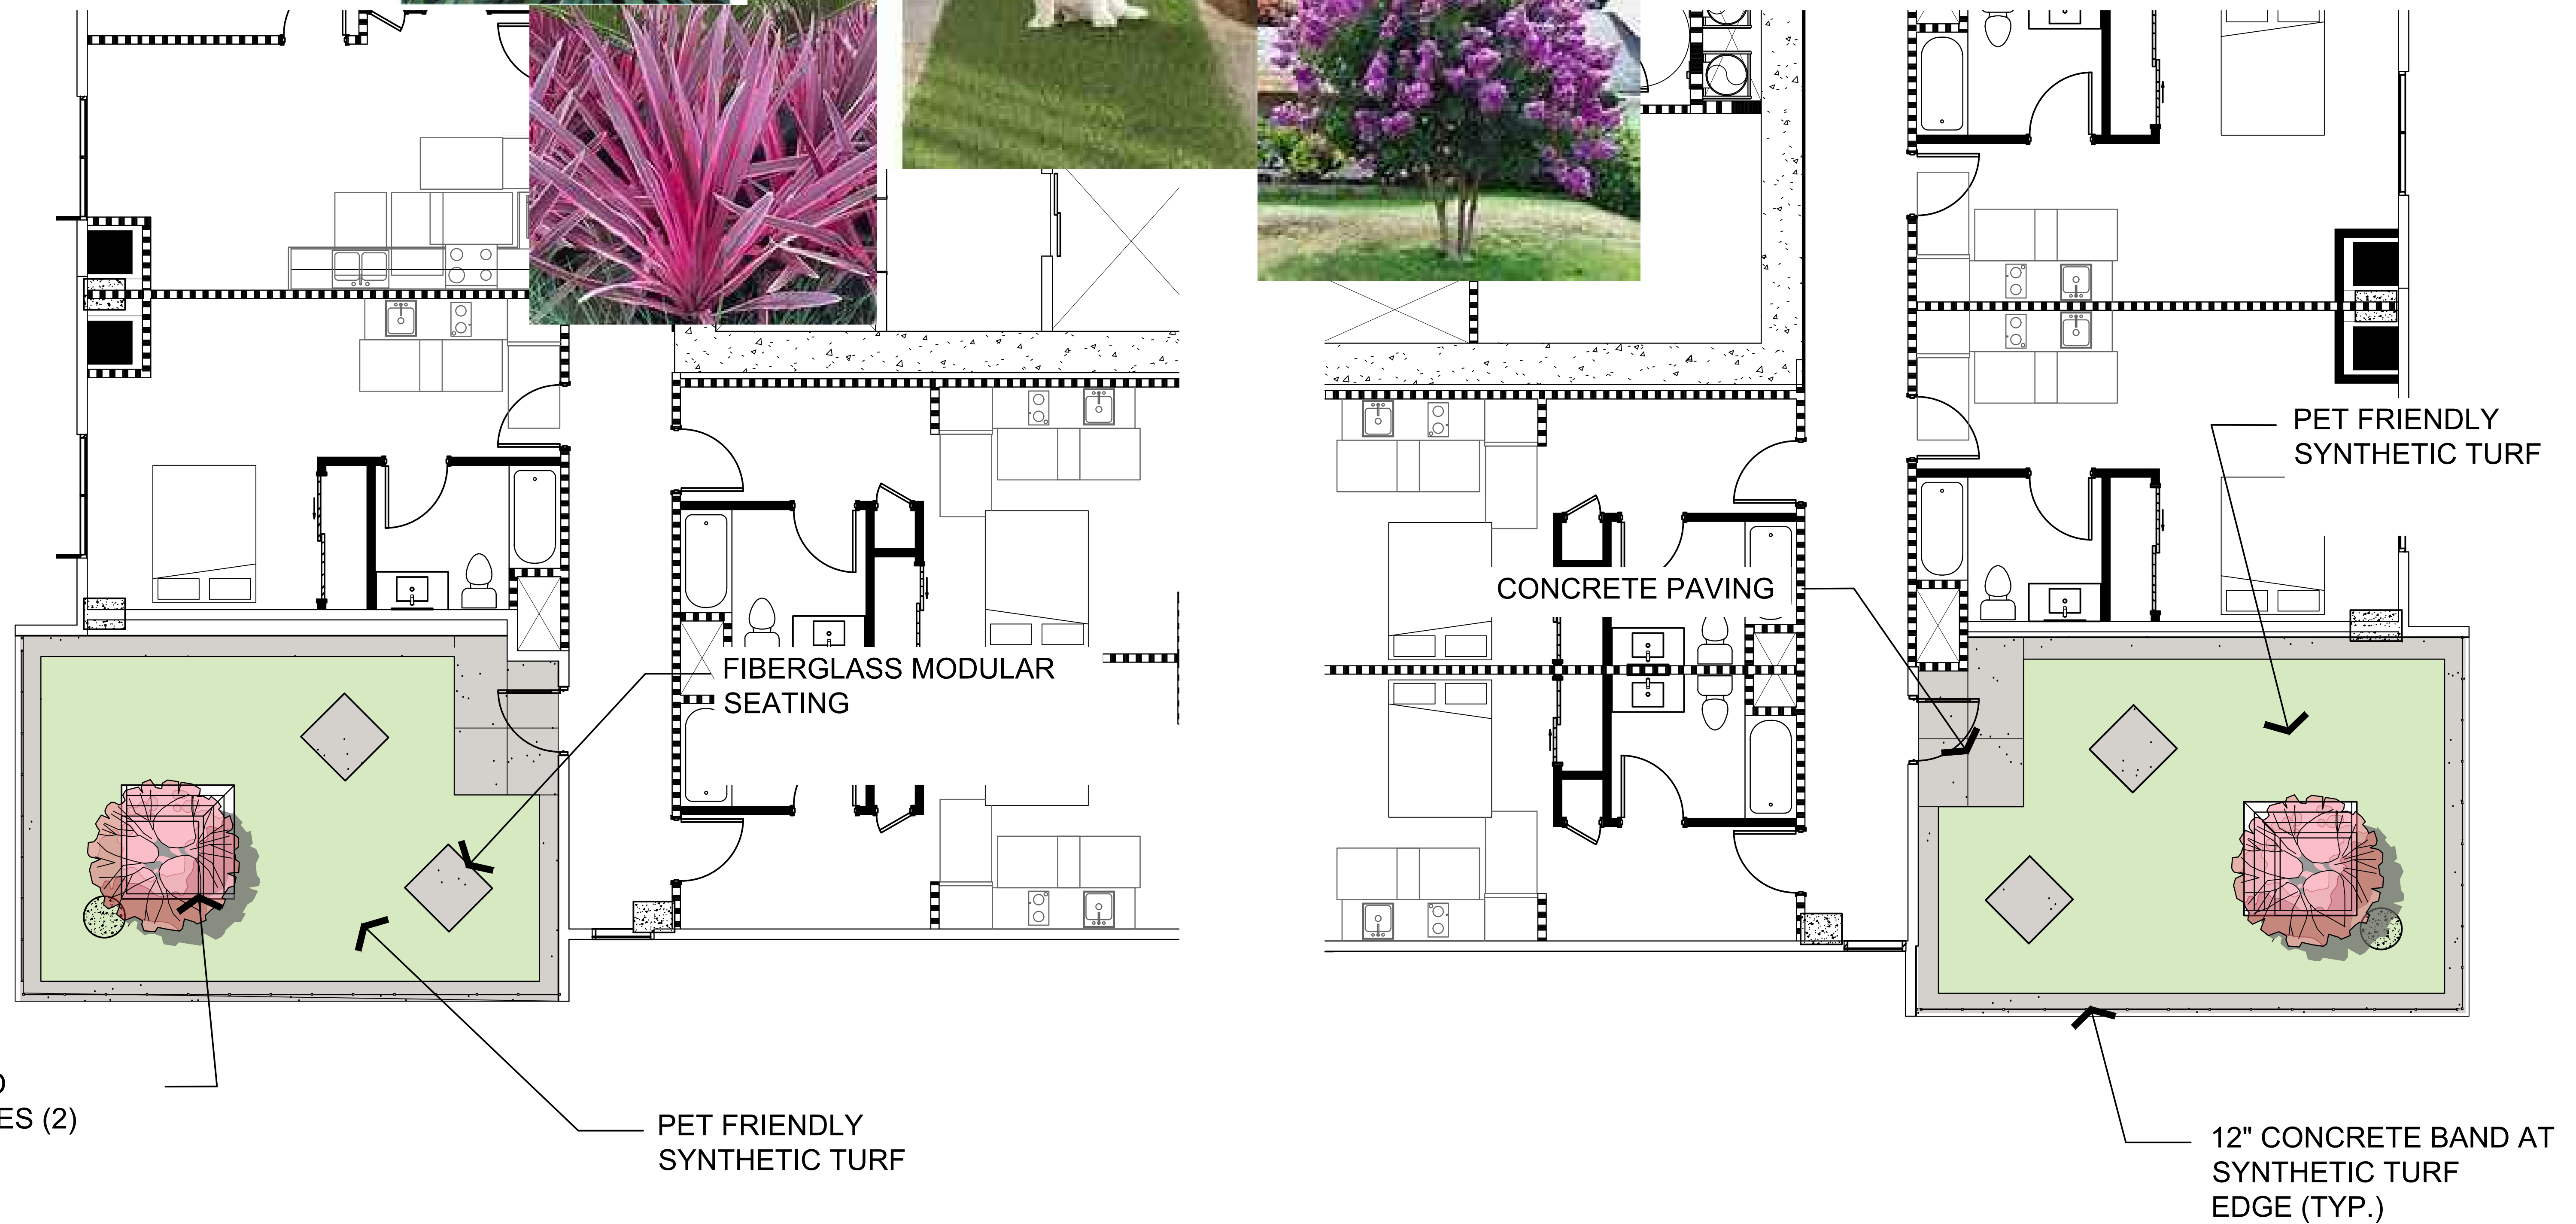 PET FRIENDLY
SYNTHETIC TURF
CONCRETE PAVING
FIBERGLASS MODULAR
SEATING
(2)
PET FRIENDLY
SYNTHETIC TURF
12" CONCRETE BAND AT
SYNTHETIC TURF
EDGE (TYP.)